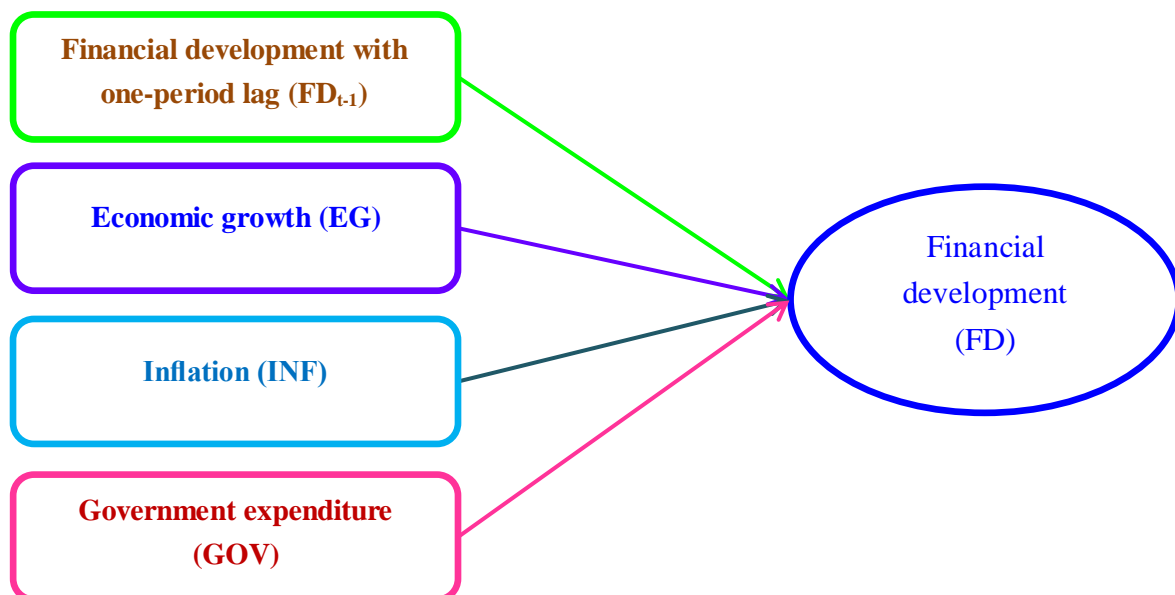 Financial development with
one-period lag (FDt-1)
Economic growth (EG)
Inflation (INF)
Government expenditure
(GOV)
Financial
development
(FD)